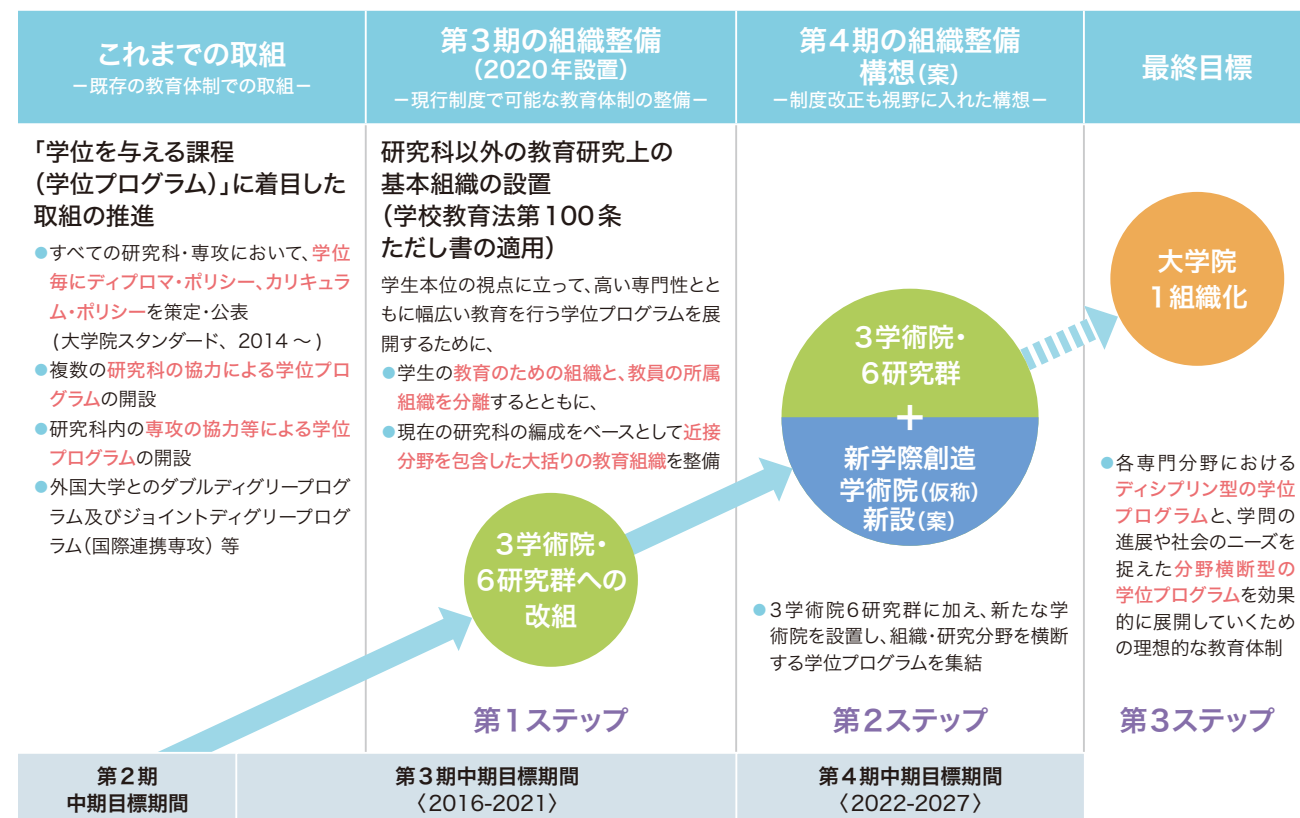 これまでの取組
－既存の教育体制での取組－
第3期の組織整備
（2020年設置）
－現行制度で可能な教育体制の整備－
第4期の組織整備
構想（案）
－制度改正も視野に入れた構想－
最終目標
「学位を与える課程
（学位プログラム）」に着目した
取組の推進
●すべての研究科・専攻において、学位
毎にディプロマ・ポリシー、カリキュラ
ム・ポリシーを策定・公表
(大学院スタンダード、2014～)
●複数の研究科の協力による学位プロ
グラムの開設
●研究科内の専攻の協力等による学位
プログラムの開設
●外国大学とのダブルディグリープログ
ラム及びジョイントディグリープログ
ラム（国際連携専攻）等
研究科以外の教育研究上の
基本組織の設置
（学校教育法第100条
ただし書の適用）
学生本位の視点に立って、高い専門性とと
もに幅広い教育を行う学位プログラムを展
開するために、
●学生の教育のための組織と、教員の所属
組織を分離するとともに、
●現在の研究科の編成をベースとして近接
分野を包含した大括りの教育組織を整備
3学術院・
6研究群への
改組
第1ステップ
3学術院・
6研究群
＋
新学際創造
学術院（仮称）
新設（案）
●3学術院6研究群に加え、新たな学
術院を設置し、組織・研究分野を横断
する学位プログラムを集結
第2ステップ
大学院
1組織化
●各専門分野における
ディシプリン型の学位
プログラムと、学問の
進展や社会のニーズを
捉えた分野横断型の
学位プログラムを効果
的に展開していくため
の理想的な教育体制
第3ステップ
第2期
中期目標期間
第3期中期目標期間
〈2016-2021〉
第4期中期目標期間
〈2022-2027〉